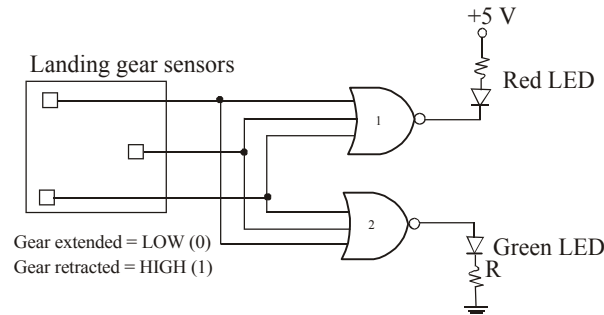 +5 V
Landing gear sensors
Red LED
1
2
Gear extended = LOW (0)
Green LED
Gear retracted = HIGH (1)
R